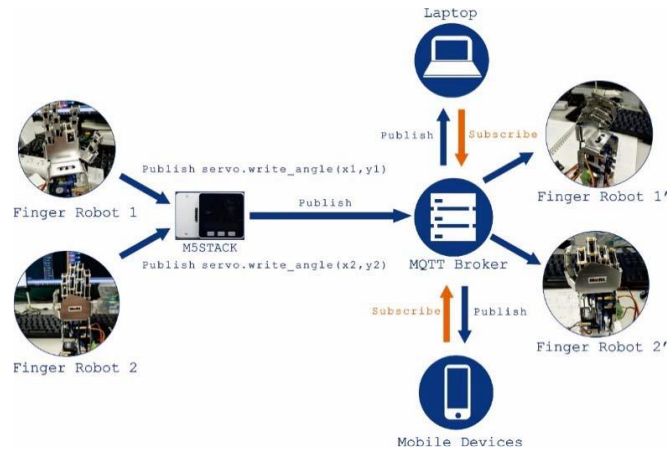 Laptop
Publish
Subscribe
Finger Robot 1
Publish servo.write_angle(x1,y1)
M5STACK
Publish
Publish servo.write_angle(x2,y2)
Finger Robot 2
MQTT Broker
Finger Robot 1’
Finger Robot 2’
Subscribe
Publish
Mobile Devices